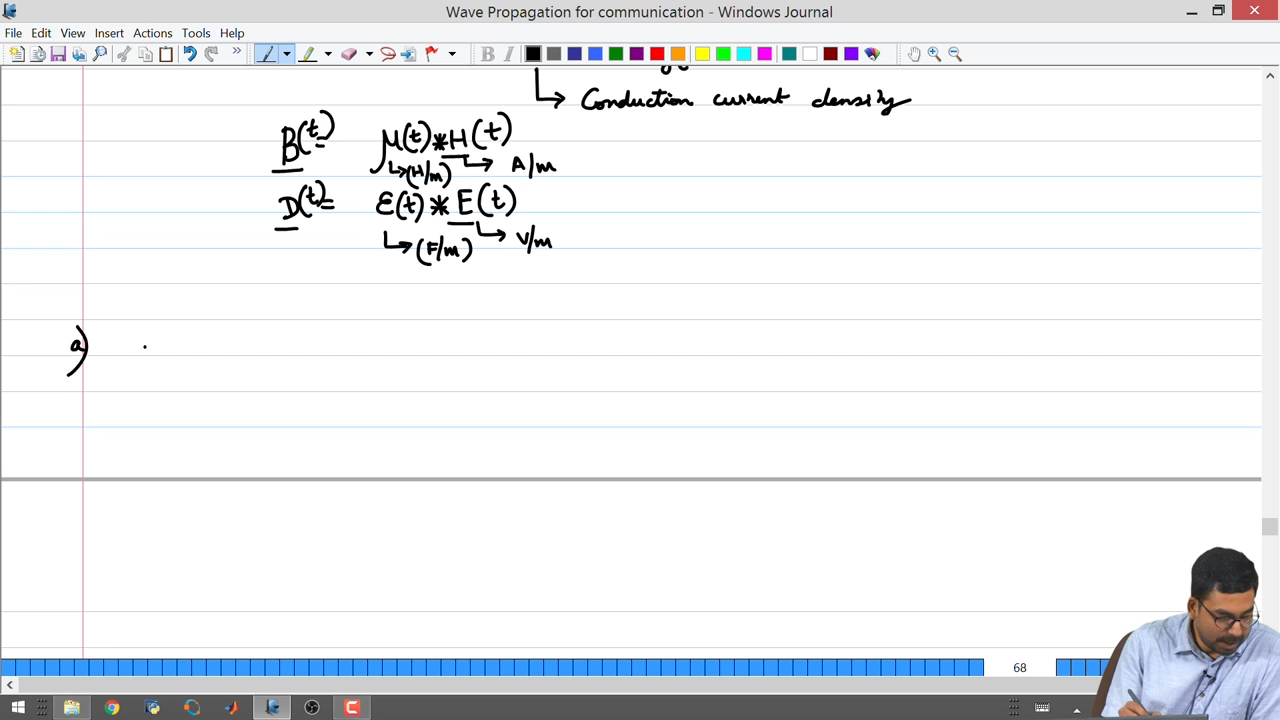 Wave Propagation for communication - Windows Journal
File Edit View Insert Actions Tools Help
B I
↳ Conduction current density
B(t) = μ(t) * H(t)
↳ (H/m) ↳ A/m
D(t) = ε(t) * E(t)
↳ (F/m) ↳ V/m
a)
68